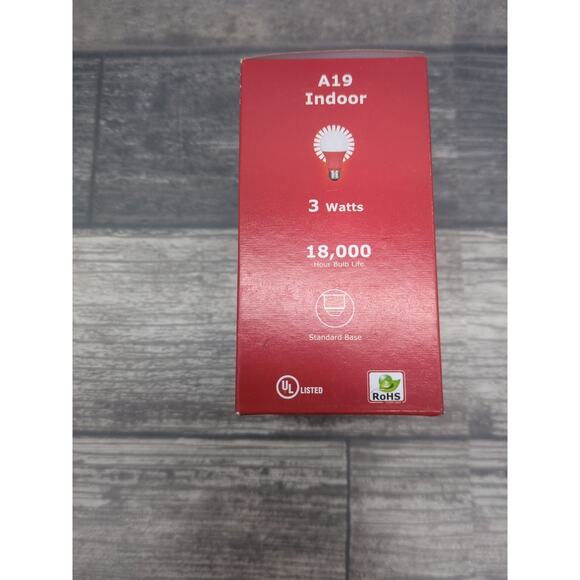 A19
Indoor
3 Watts
18,000
Hour Bulb Life
Standard Base
UL LISTED
RoHS